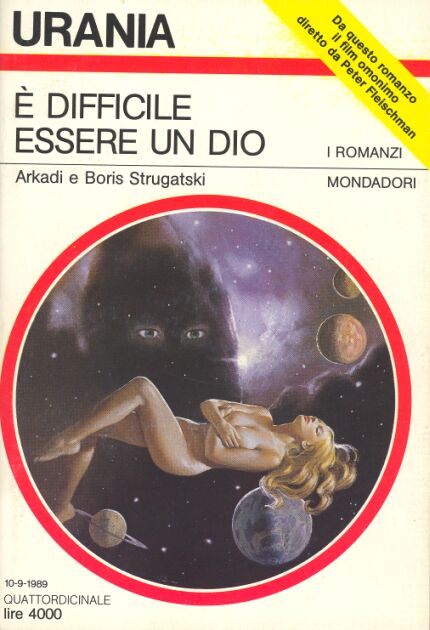 URANIA
Da questo romanzo
il film omonimo
diretto da Peter Fleischman
È DIFFICILE
ESSERE UN DIO
I ROMANZI
Arkadi e Boris Strugatski
MONDADORI
10-9-1989
QUATTORDICINALE
lire 4000